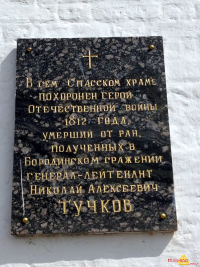 В сем Спасском храме
похоронен герой
Отечественной войны
1812 года,
умерший от ран,
полученных в
Бородинском сражении
генерал-лейтенант
Николай Алексеевич
ТУЧКОВ